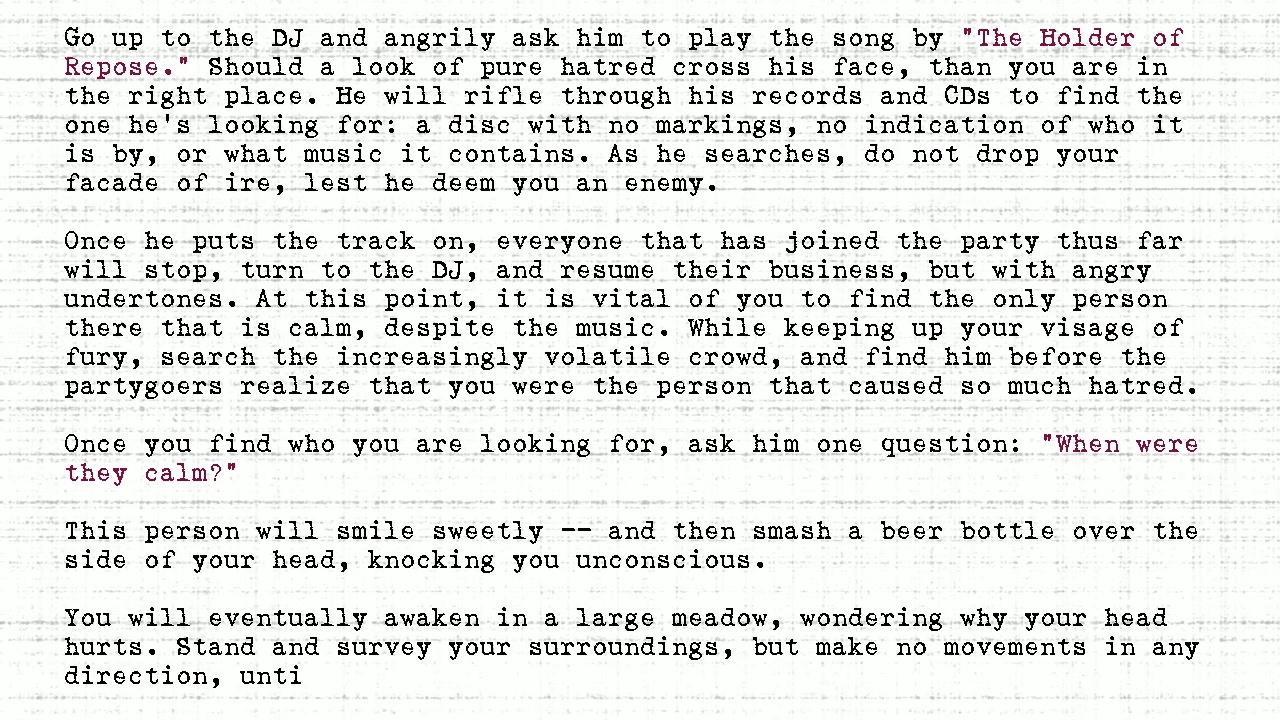 Go up to the DJ and angrily ask him to play the song by "The Holder of
Repose." Should a look of pure hatred cross his face, than you are in
the right place. He will rifle through his records and CDs to find the
one he's looking for: a disc with no markings, no indication of who it
is by, or what music it contains. As he searches, do not drop your
facade of ire, lest he deem you an enemy.
Once he puts the track on, everyone that has joined the party thus far
will stop, turn to the DJ, and resume their business, but with angry
undertones. At this point, it is vital of you to find the only person
there that is calm, despite the music. While keeping up your visage of
fury, search the increasingly volatile crowd, and find him before the
partygoers realize that you were the person that caused so much hatred.
Once you find who you are looking for, ask him one question: "When were
they calm?"
This person will smile sweetly -- and then smash a beer bottle over the
side of your head, knocking you unconscious.
You will eventually awaken in a large meadow, wondering why your head
hurts. Stand and survey your surroundings, but make no movements in any
direction, unti